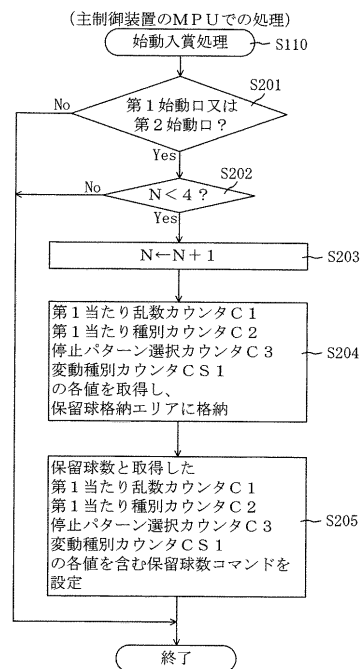 (主制御装置のMPUでの処理)
始動入賞処理
S110
S201
No
第1始動口又は
第2始動口?
Yes
S202
No
N<4?
Yes
N←N+1
S203
第1当たり乱数カウンタC1
第1当たり種別カウンタC2
停止パターン選択カウンタC3
変動種別カウンタCS1
の各値を取得し、
保留球格納エリアに格納
S204
保留球数と取得した
第1当たり乱数カウンタC1
第1当たり種別カウンタC2
停止パターン選択カウンタC3
変動種別カウンタCS1
の各値を含む保留球数コマンドを
設定
S205
終了